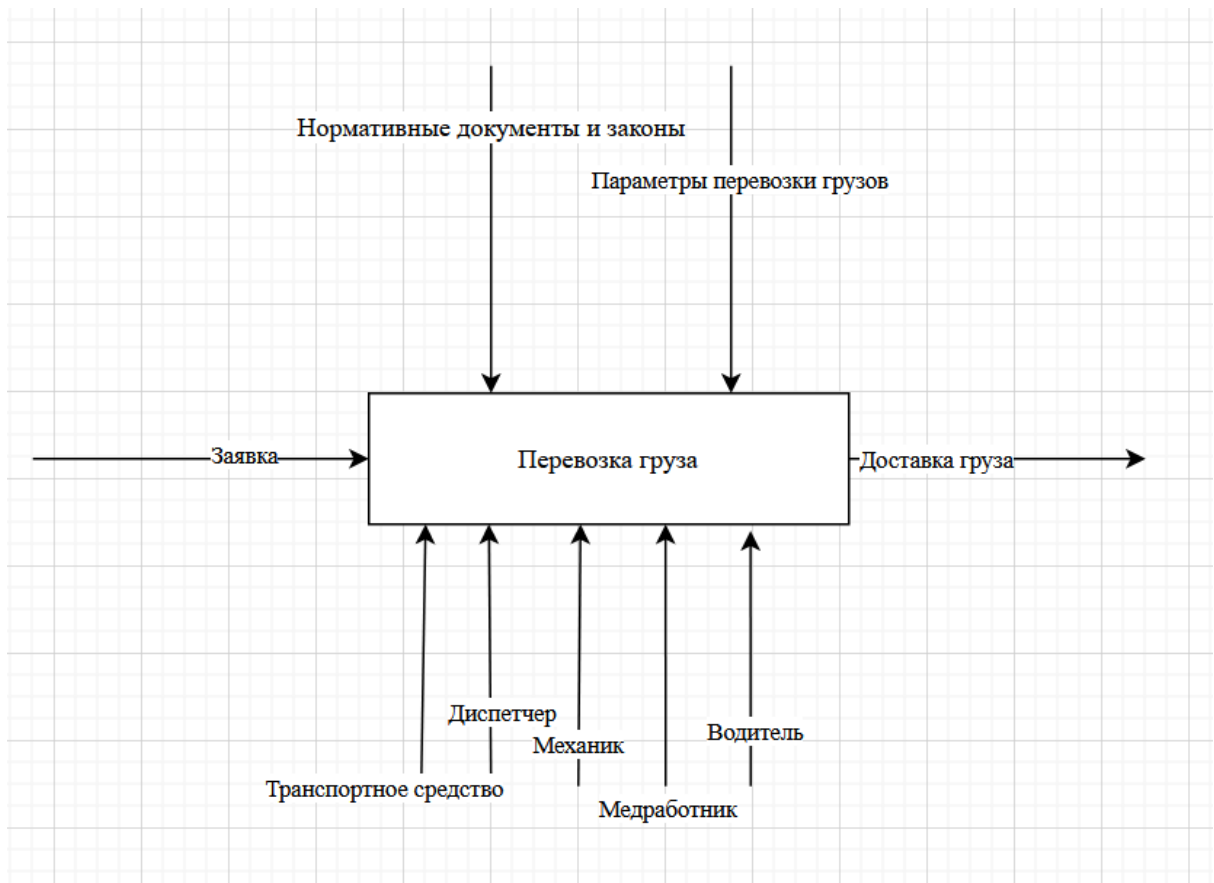 Нормативные документы и законы
Параметры перевозки грузов
Заявка
Перевозка груза
Доставка груза
Диспетчер
Водитель
Механик
Транспортное средство
Медработник